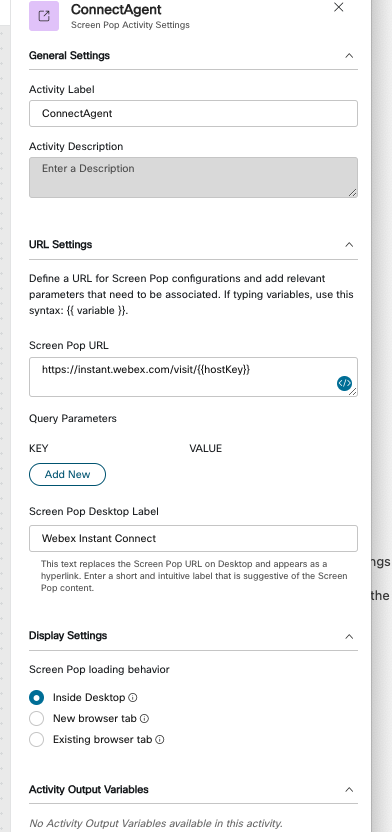 ConnectAgent
Screen Pop Activity Settings
General Settings
Activity Label
ConnectAgent
Activity Description
Enter a Description
URL Settings
Define a URL for Screen Pop configurations and add relevant
parameters that need to be associated. If typing variables, use this
syntax: {{ variable }}.
Screen Pop URL
https://instant.webex.com/visit/{{hostKey}}
</>
Query Parameters
KEY VALUE
Add New
Screen Pop Desktop Label
Webex Instant Connect
This text replaces the Screen Pop URL on Desktop and appears as a
hyperlink. Enter a short and intuitive label that is suggestive of the Screen
Pop content.
ngs
the
Display Settings
Screen Pop loading behavior
Inside Desktop
New browser tab
Existing browser tab
Activity Output Variables
No Activity Output Variables available in this activity.